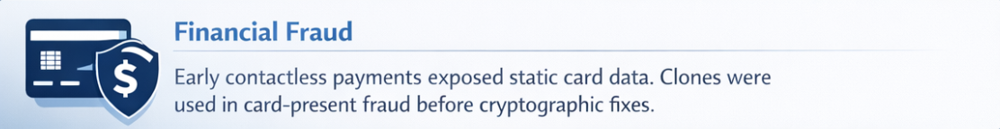 Financial Fraud
$
Early contactless payments exposed static card data. Clones were
used in card-present fraud before cryptographic fixes.